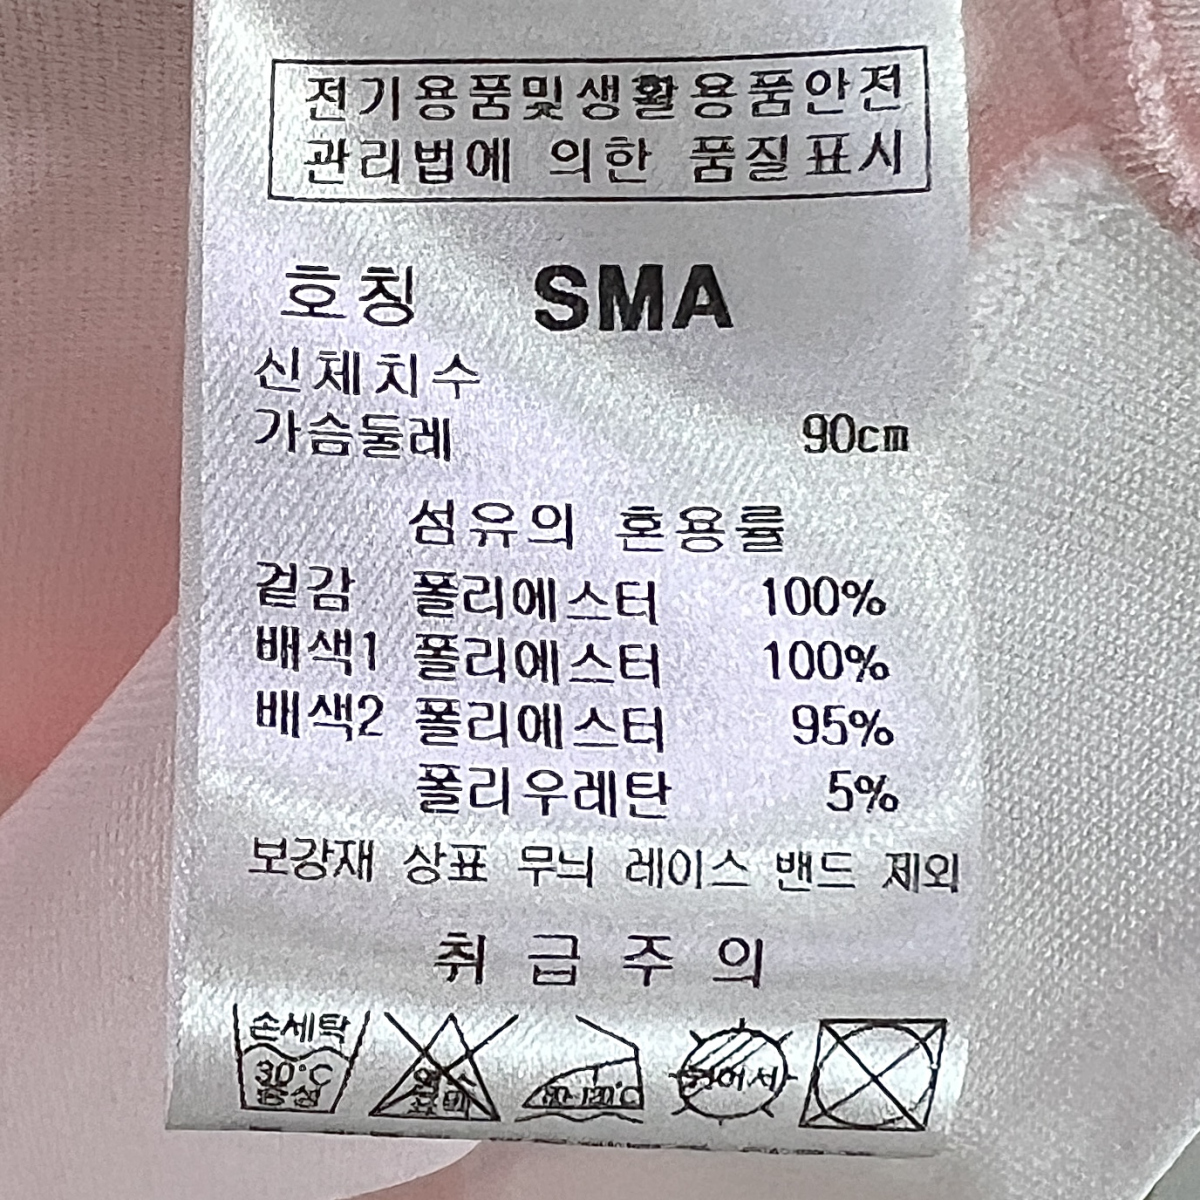 전기용품및생활용품안전
관리법에 의한 품질표시
호칭 SMA
신체치수
가슴둘레 90cm
섬유의 혼용률
겉감 폴리에스터 100%
배색1 폴리에스터 100%
배색2 폴리에스터 95%
폴리우레탄 5%
보강재 상표 무늬 레이스 밴드 제외
취급주의
손세탁
30°C
중성
뉘어서